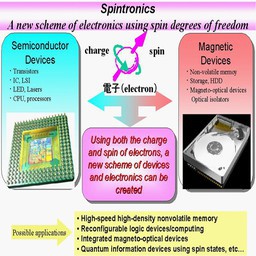 Spintronics
A new scheme of electronics using spin degrees of freedom
Semiconductor
Devices
・Transistors
・IC, LSI
・LED, Lasers
・CPU, processors
charge
spin
電子（electron）
Magnetic
Devices
・Non-volatile memory
・Storage, HDD
・Magneto-optical devices
Optical isolators
Using both the charge
and spin of electrons, a
new scheme of devices
and electronics can be
created
Possible applications
• High-speed high-density nonvolatile memory
• Reconfigurable logic devices/computing
• Integrated magneto-optical devices
• Quantum information devices using spin states, etc…